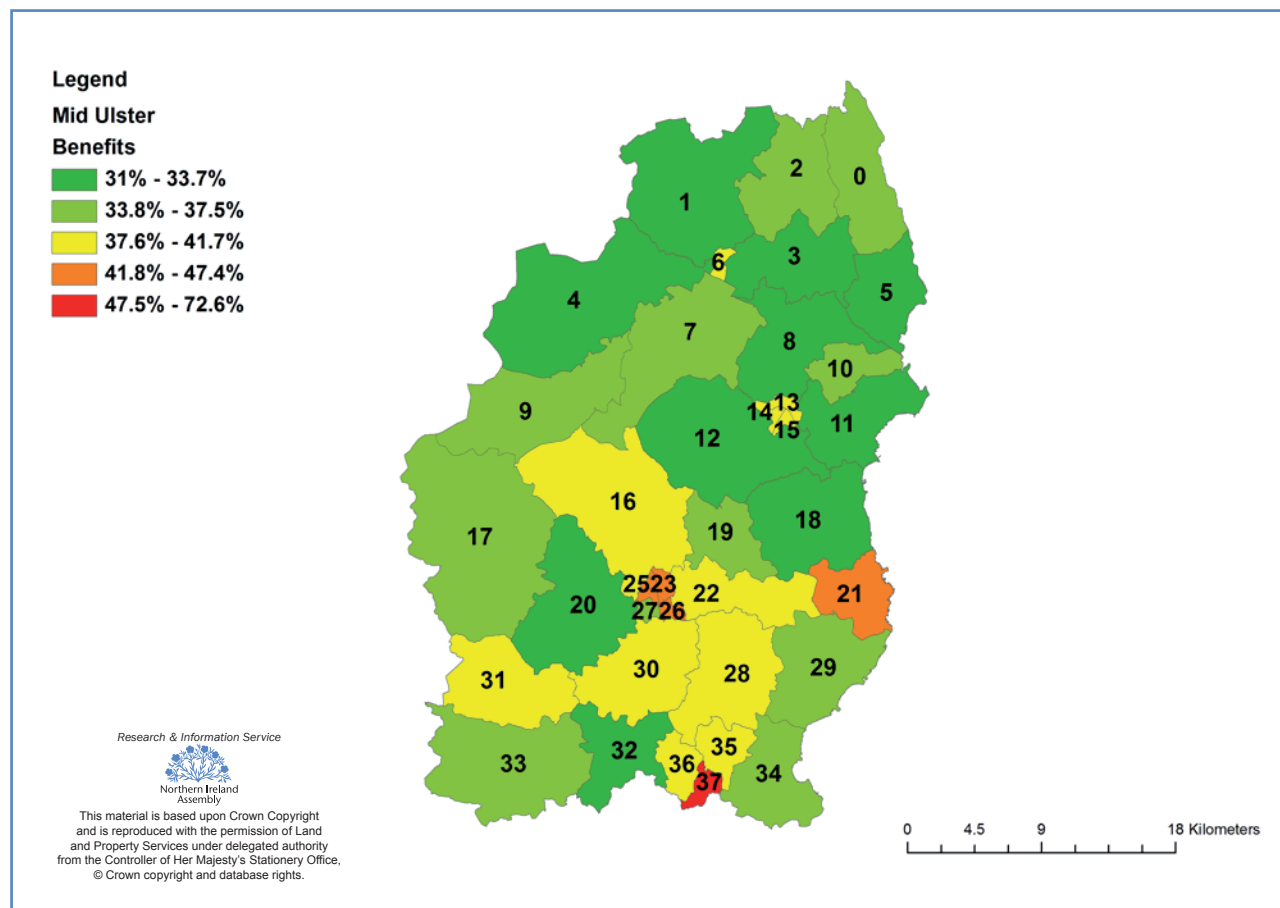 Legend
Mid Ulster
Benefits
31% - 33.7%
33.8% - 37.5%
37.6% - 41.7%
41.8% - 47.4%
47.5% - 72.6%
0
2
1
3
6
5
4
7
8
10
9
13
14
11
15
12
16
18
19
17
25
23
22
21
20
27
26
29
30
28
31
35
32
36
33
34
37
Research & Information Service
Northern Ireland
Assembly
This material is based upon Crown Copyright
and is reproduced with the permission of Land
and Property Services under delegated authority
from the Controller of Her Majesty's Stationery Office,
© Crown copyright and database rights.
0 4.5 9 18 Kilometers